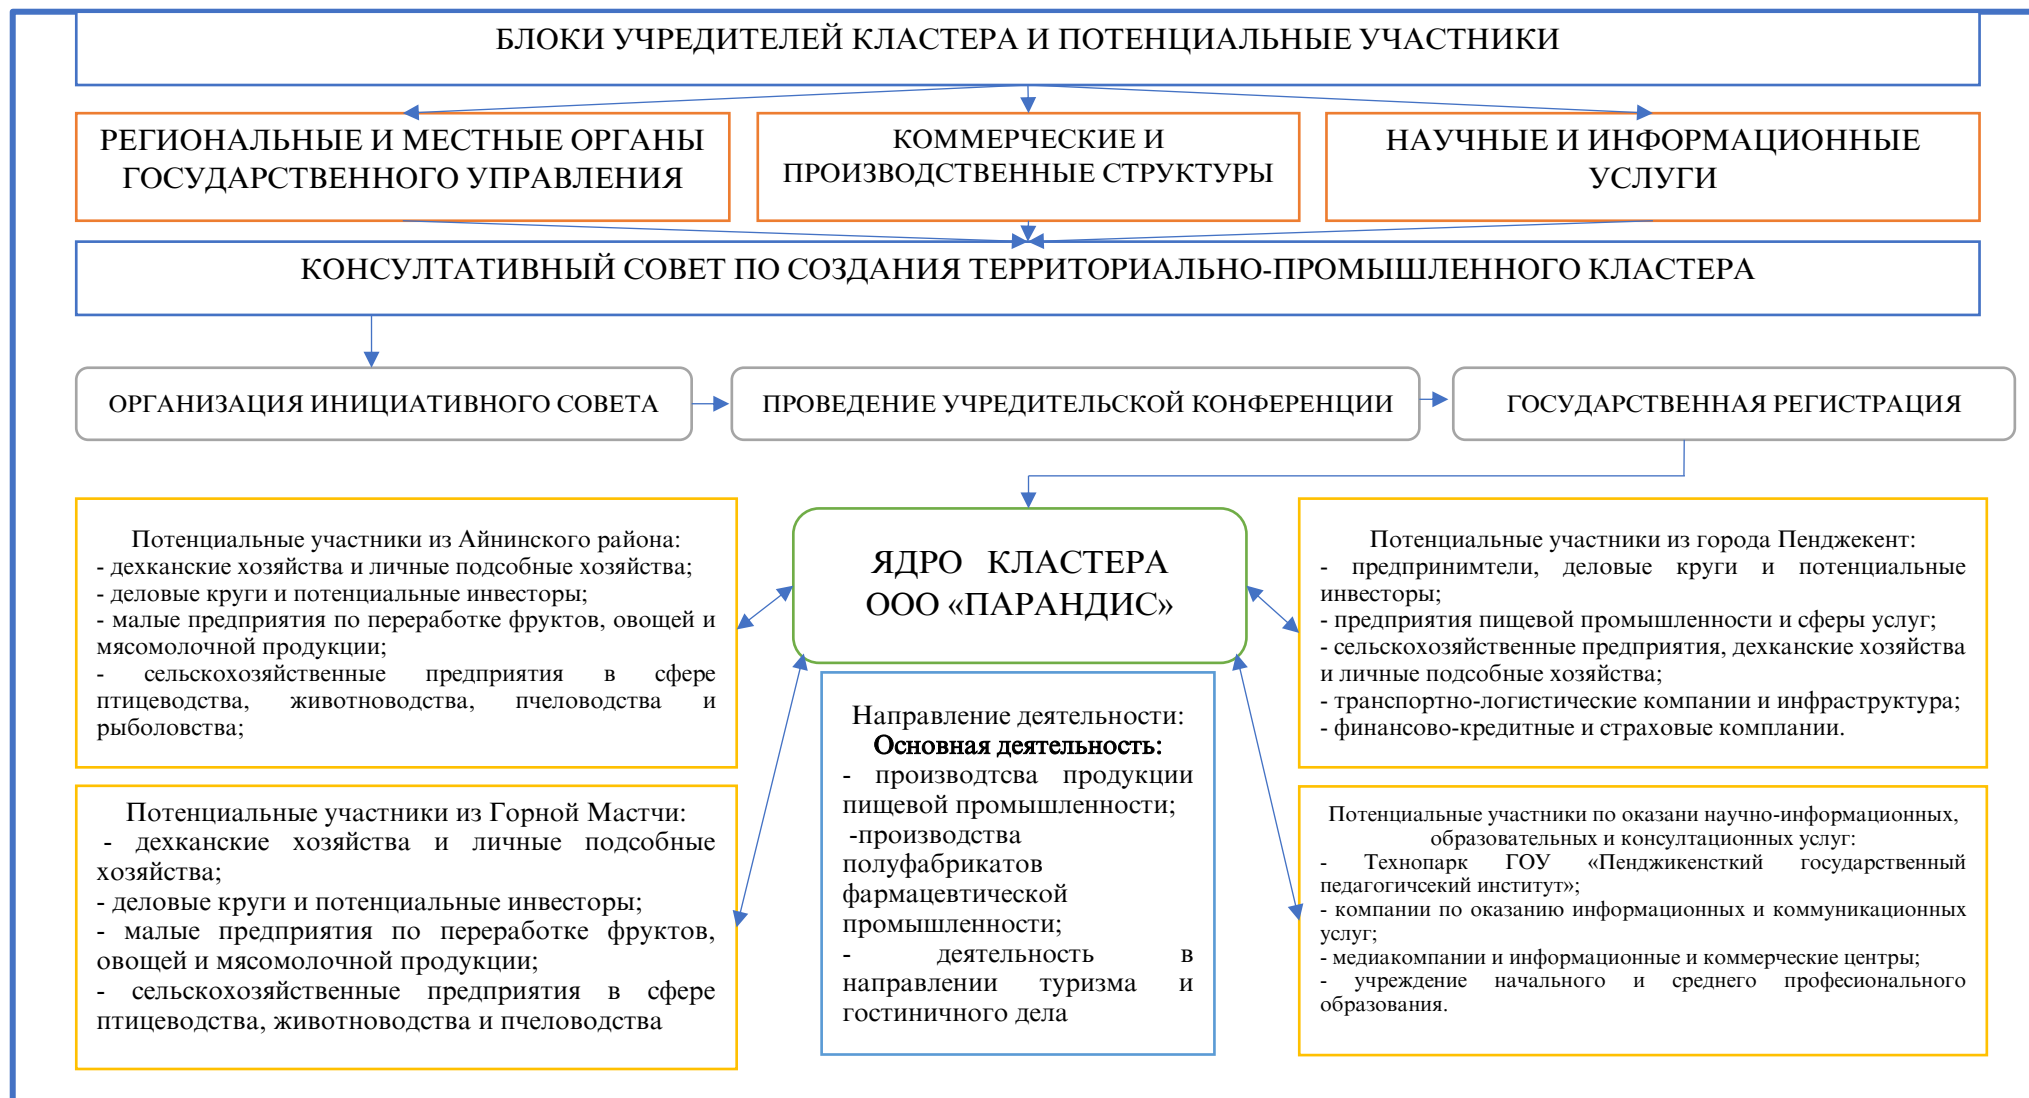 БЛОКИ УЧРЕДИТЕЛЕЙ КЛАСТЕРА И ПОТЕНЦИАЛЬНЫЕ УЧАСТНИКИ
РЕГИОНАЛЬНЫЕ И МЕСТНЫЕ ОРГАНЫ
ГОСУДАРСТВЕННОГО УПРАВЛЕНИЯ
КОММЕРЧЕСКИЕ И
ПРОИЗВОДСТВЕННЫЕ СТРУКТУРЫ
НАУЧНЫЕ И ИНФОРМАЦИОННЫЕ
УСЛУГИ
КОНСУЛТАТИВНЫЙ СОВЕТ ПО СОЗДАНИЯ ТЕРРИТОРИАЛЬНО-ПРОМЫШЛЕННОГО КЛАСТЕРА
ОРГАНИЗАЦИЯ ИНИЦИАТИВНОГО СОВЕТА
ПРОВЕДЕНИЕ УЧРЕДИТЕЛЬСКОЙ КОНФЕРЕНЦИИ
ГОСУДАРСТВЕННАЯ РЕГИСТРАЦИЯ
Потенциальные участники из Айнинского района:
- дехканские хозяйства и личные подсобные хозяйства;
- деловые круги и потенциальные инвесторы;
- малые предприятия по переработке фруктов, овощей и
мясомолочной продукции;
- сельскохозяйственные предприятия в сфере
птицеводства, животноводства, пчеловодства и
рыболовства;
ЯДРО КЛАСТЕРА
ООО «ПАРАНДИС»
Потенциальные участники из города Пенджекент:
- предпринимтели, деловые круги и потенциальные
инвесторы;
- предприятия пищевой промышленности и сферы услуг;
- сельскохозяйственные предприятия, дехканские хозяйства
и личные подсобные хозяйства;
- транспортно-логистические компании и инфраструктура;
- финансово-кредитные и страховые комплании.
Направление деятельности:
Основная деятельность:
- производтсва продукции
пищевой промышленности;
-производства
полуфабрикатов
фармацевтической
промышленности;
- деятельность в
направлении туризма и
гостиничного дела
Потенциальные участники из Горной Мастчи:
- дехканские хозяйства и личные подсобные
хозяйства;
- деловые круги и потенциальные инвесторы;
- малые предприятия по переработке фруктов,
овощей и мясомолочной продукции;
- сельскохозяйственные предприятия в сфере
птицеводства, животноводства и пчеловодства
Потенциальные участники по оказани научно-информационных,
образовательных и консультационных услуг:
- Технопарк ГОУ «Пенджикенсткий государственный
педагогичсекий институт»;
- компании по оказанию информационных и коммуникационных
услуг;
- медиакомпании и информационные и коммерческие центры;
- учреждение начального и среднего професионального
образования.